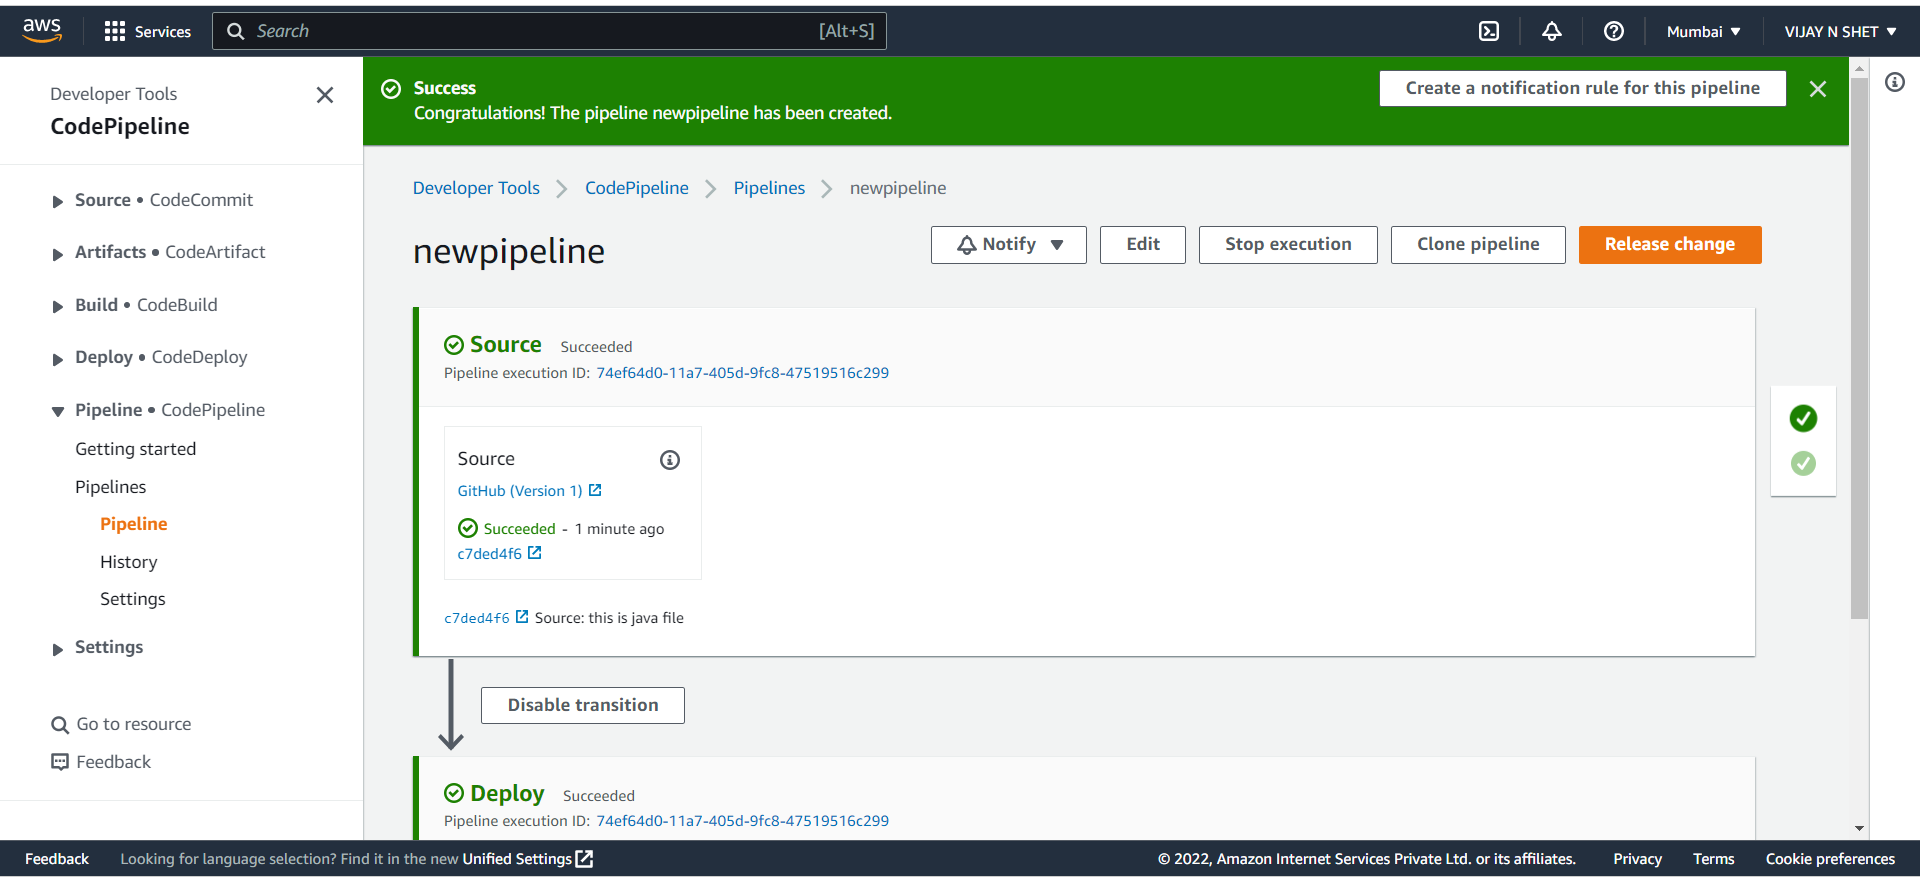 aws Services Search [Alt+S] Mumbai VIJAY N SHET
Developer Tools
CodePipeline
Source • CodeCommit
Artifacts • CodeArtifact
Build • CodeBuild
Deploy • CodeDeploy
Pipeline • CodePipeline
Getting started
Pipelines
Pipeline
History
Settings
Settings
Go to resource
Feedback
Success
Congratulations! The pipeline newpipeline has been created.
Create a notification rule for this pipeline
Developer Tools CodePipeline Pipelines newpipeline
newpipeline
Notify Edit Stop execution Clone pipeline Release change
Source Succeeded
Pipeline execution ID: 74ef64d0-11a7-405d-9fc8-47519516c299
Source
GitHub (Version 1)
Succeeded - 1 minute ago
c7ded4f6
c7ded4f6 Source: this is java file
Disable transition
Deploy Succeeded
Pipeline execution ID: 74ef64d0-11a7-405d-9fc8-47519516c299
Feedback Looking for language selection? Find it in the new Unified Settings © 2022, Amazon Internet Services Private Ltd. or its affiliates. Privacy Terms Cookie preferences